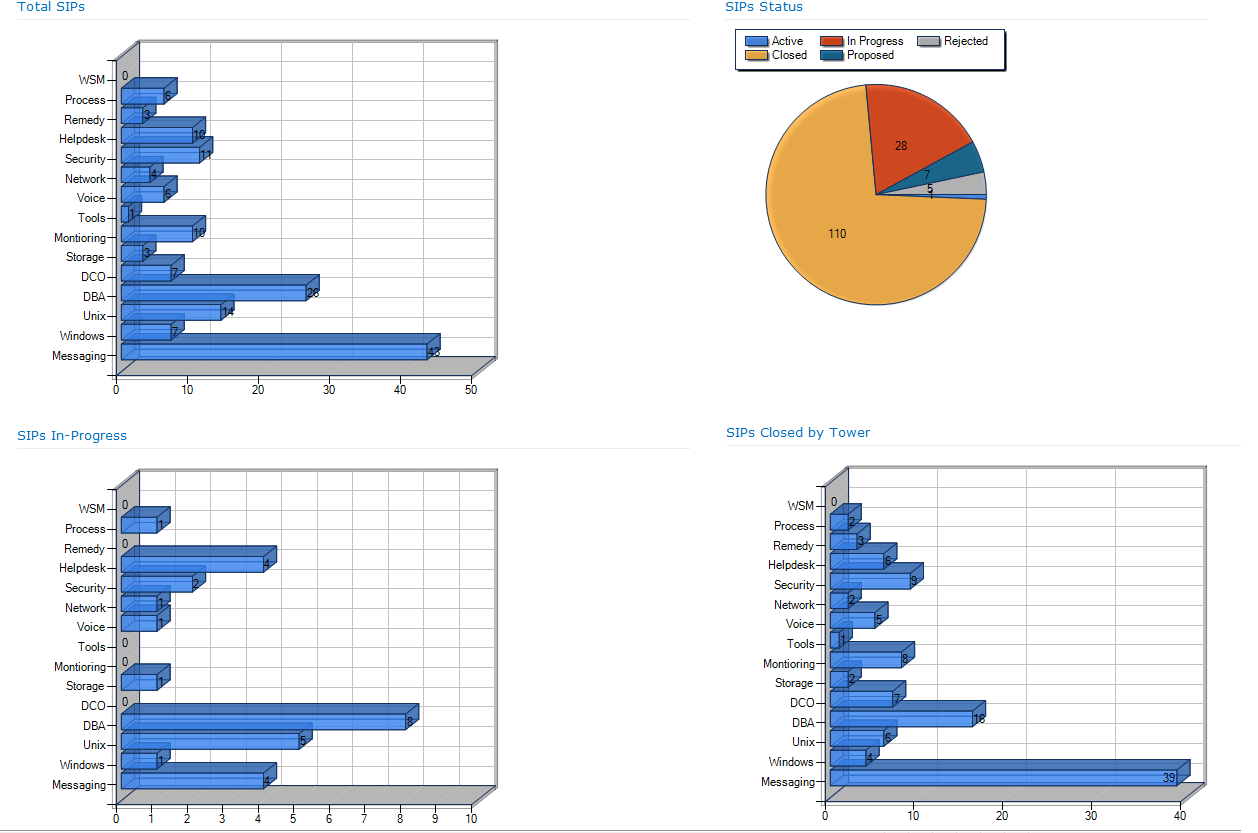 Total SIPs
WSM 0
Process 6
Remedy 3
Helpdesk 10
Security 11
Network 4
Voice 6
Tools 1
Montioring 10
Storage 3
DCO 7
DBA 26
Unix 14
Windows 7
Messaging 43
0 10 20 30 40 50
SIPs Status
Active In Progress Rejected
Closed Proposed
28
7
5
1
110
SIPs In-Progress
WSM 0
Process 1
Remedy 0
Helpdesk 4
Security 2
Network 1
Voice 1
Tools 0
Montioring 0
Storage 1
DCO 0
DBA 8
Unix 5
Windows 1
Messaging 4
0 1 2 3 4 5 6 7 8 9 10
SIPs Closed by Tower
WSM 0
Process 2
Remedy 3
Helpdesk 6
Security 9
Network 2
Voice 5
Tools 1
Montioring 8
Storage 2
DCO 7
DBA 16
Unix 6
Windows 4
Messaging 39
0 10 20 30 40